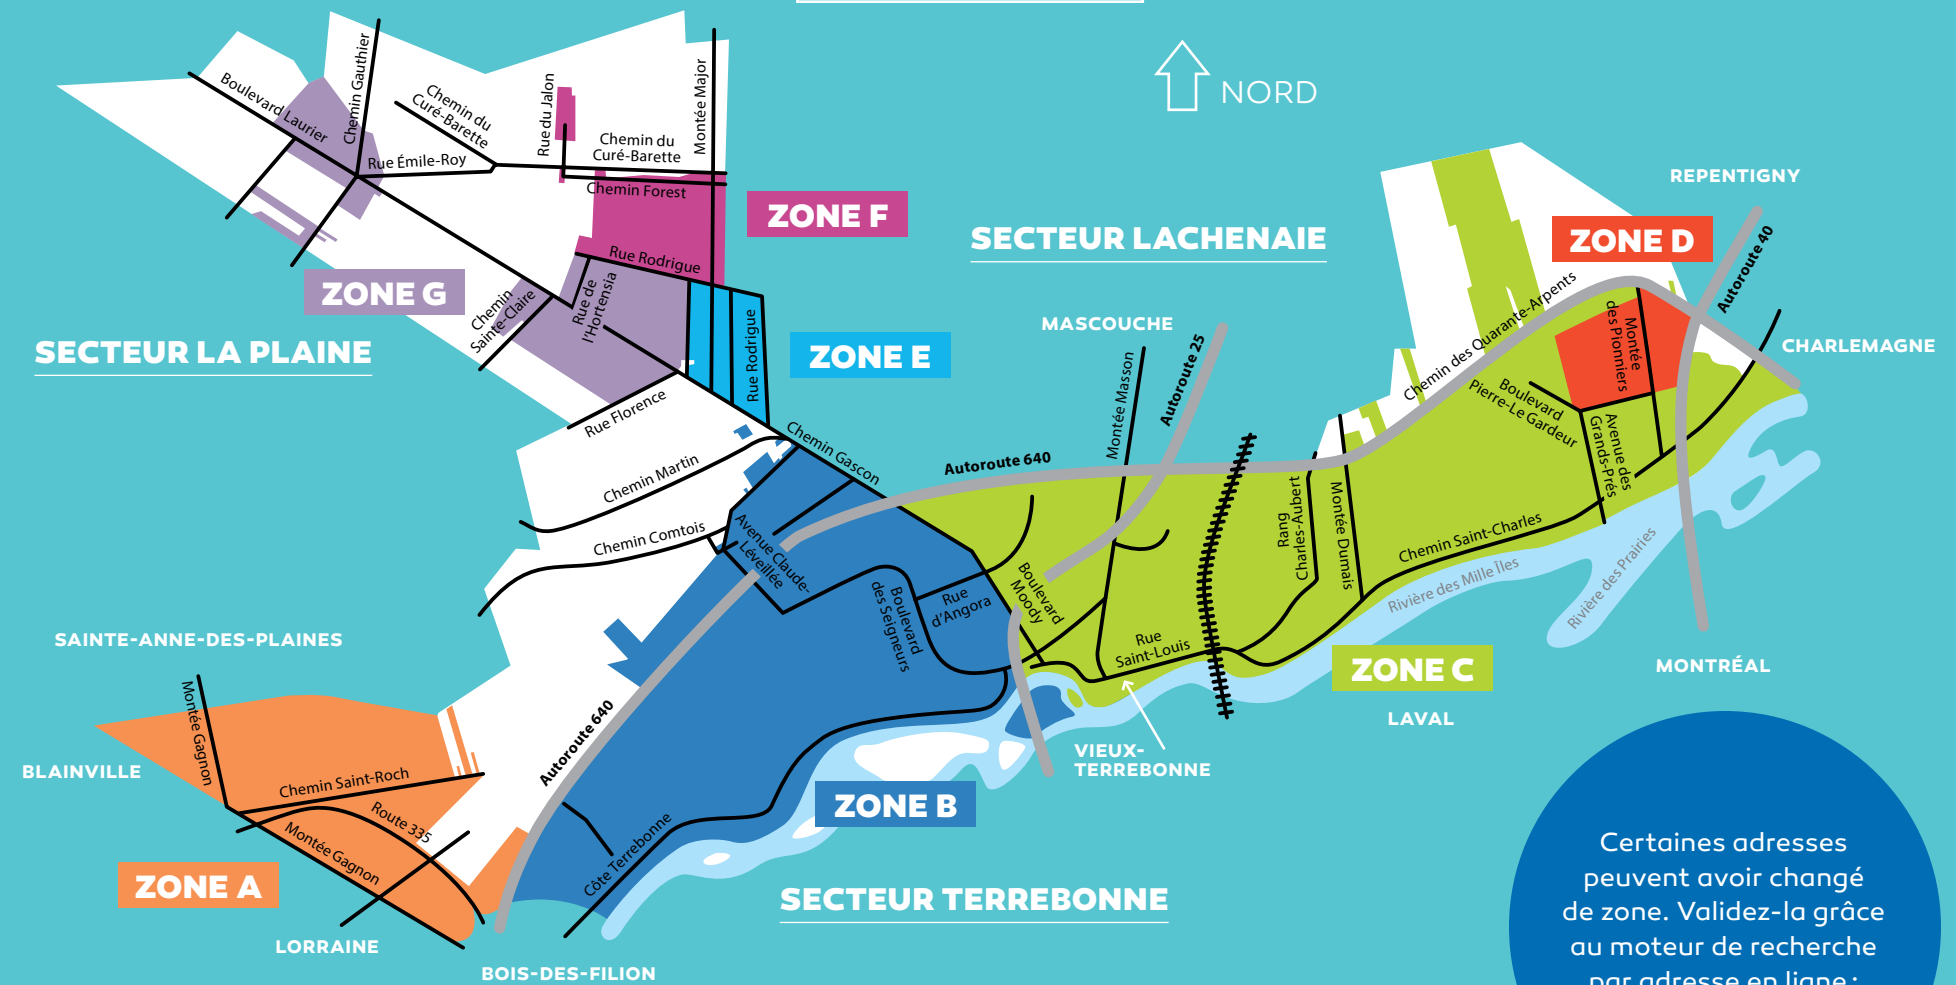 NORD
Boulevard Laurier
Chemin Gauthier
Chemin du
Curé-Barette
Rue du Jalon
Chemin du
Curé-Barette
Montée Major
Rue Émile-Roy
Chemin Forest
ZONE F
Rue Rodrigue
ZONE G
Chemin
Sainte-Claire
Rue de
l'Hortensia
SECTEUR LA PLAINE
Rue Rodrigue
ZONE E
Rue Florence
SECTEUR LACHENAIE
REPENTIGNY
ZONE D
Autoroute 40
MASCOUCHE
Chemin des Quarante-Arpents
Montée
des Pionniers
CHARLEMAGNE
Autoroute 25
Montée Masson
Boulevard
Pierre-Le Gardeur
Avenue des
Grands-Prés
Chemin Gascon
Chemin Martin
Autoroute 640
Rang
Charles-Aubert
Montée Dumais
Chemin Comtois
Avenue Claude-
Léveillée
Chemin Saint-Charles
Rivière des Mille Îles
Rivière des Prairies
Boulevard
des Seigneurs
Rue
d'Angora
Boulevard
Moody
Rue
Saint-Louis
SAINTE-ANNE-DES-PLAINES
ZONE C
MONTRÉAL
LAVAL
Montée Gagnon
Autoroute 640
VIEUX-
TERREBONNE
BLAINVILLE
Chemin Saint-Roch
Route 335
ZONE B
Montée Gagnon
Côte Terrebonne
ZONE A
SECTEUR TERREBONNE
LORRAINE
BOIS-DES-FILION
Certaines adresses
peuvent avoir changé
de zone. Validez-la grâce
au moteur de recherche
par adresse en ligne :